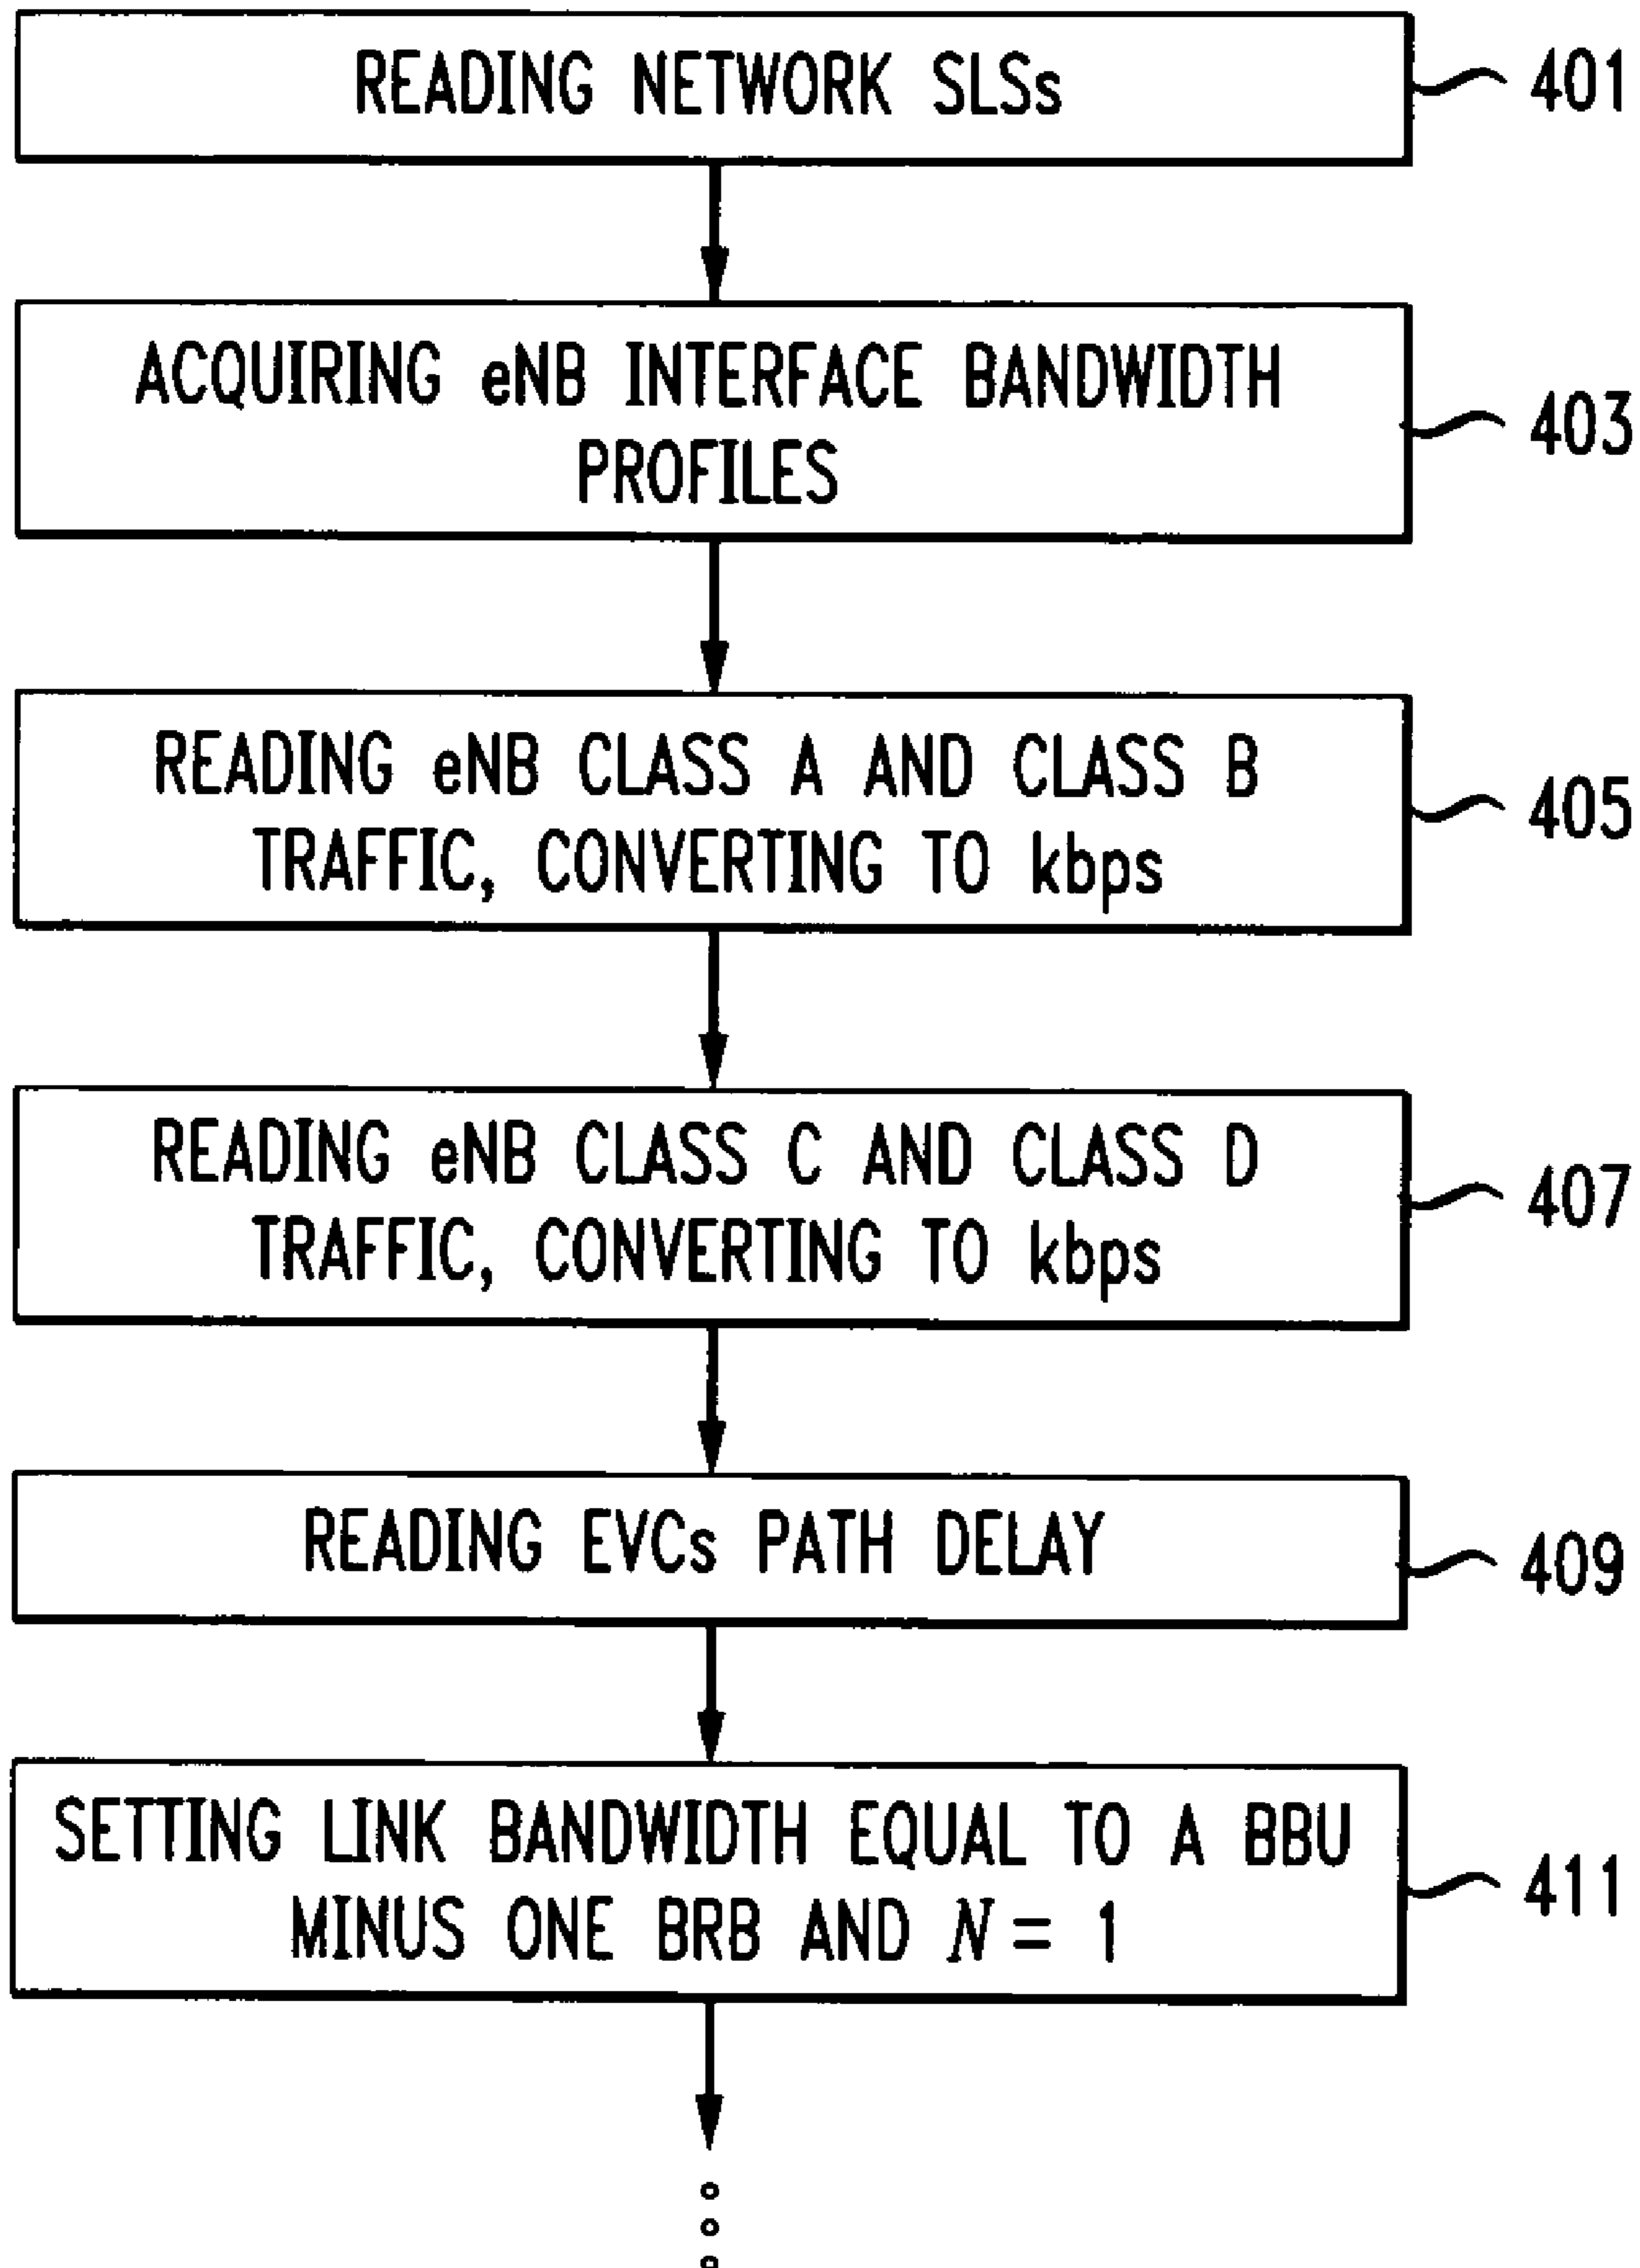 READING NETWORK SLSs
401
ACQUIRING eNB INTERFACE BANDWIDTH
PROFILES
403
READING eNB CLASS A AND CLASS B
TRAFFIC, CONVERTING TO kbps
405
READING eNB CLASS C AND CLASS D
TRAFFIC, CONVERTING TO kbps
407
READING EVCs PATH DELAY
409
SETTING LINK BANDWIDTH EQUAL TO A BBU
MINUS ONE BRB AND N = 1
411